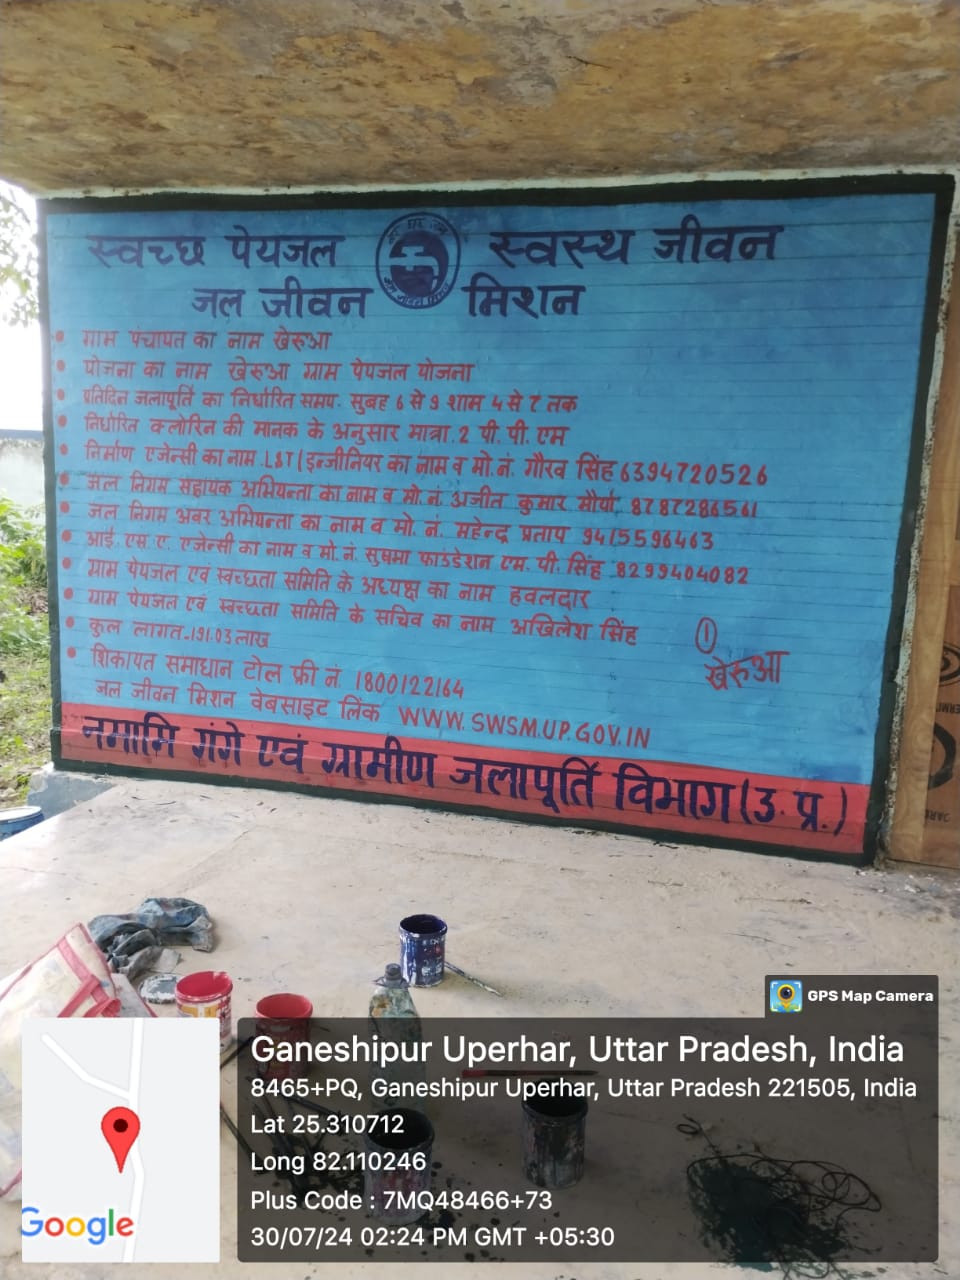 स्वच्छ पेयजल स्वस्थ जीवन
जल जीवन मिशन
हर घर जल
जल जीवन मिशन
• ग्राम पंचायत का नाम खेरुआ
• योजना का नाम खेरुआ ग्राम पेयजल योजना
• प्रतिदिन जलापूर्ति का निर्धारित समय. सुबह 6 से 9 शाम 4 से 7 तक
• निर्धारित क्लोरिन की मानक के अनुसार मात्रा. 2 पी. पी. एम
• निर्माण एजेन्सी का नाम. L&T/इन्जीनियर का नाम व मो. नं. गौरव सिंह 6394720526
• जल निगम सहायक अभियन्ता का नाम व मो. नं. अजीत कुमार मौर्या, 8787286561
• जल निगम अवर अभियन्ता का नाम व मो. नं. महेन्द्र प्रताप 9415596463
• आई. एस. ए. एजेन्सी का नाम व मो. नं. सुषमा फाउंडेशन एम. पी. सिंह 8299404082
• ग्राम पेयजल एवं स्वच्छता समिति के अध्यक्ष का नाम हवलदार
• ग्राम पेयजल एवं स्वच्छता समिति के सचिव का नाम अखिलेश सिंह
• कुल लागत-191.03 लाख
• शिकायत समाधान टोल फ्री नं 1800122164
जल जीवन मिशन वेबसाइट लिंक WWW.SWSM.UP.GOV.IN
1
खेरुआ
नमामि गंगे एवं ग्रामीण जलापूर्ति विभाग (उ. प्र.)
GPS Map Camera
Ganeshipur Uperhar, Uttar Pradesh, India
8465+PQ, Ganeshipur Uperhar, Uttar Pradesh 221505, India
Lat 25.310712
Long 82.110246
Plus Code : 7MQ48466+73
30/07/24 02:24 PM GMT +05:30
Google